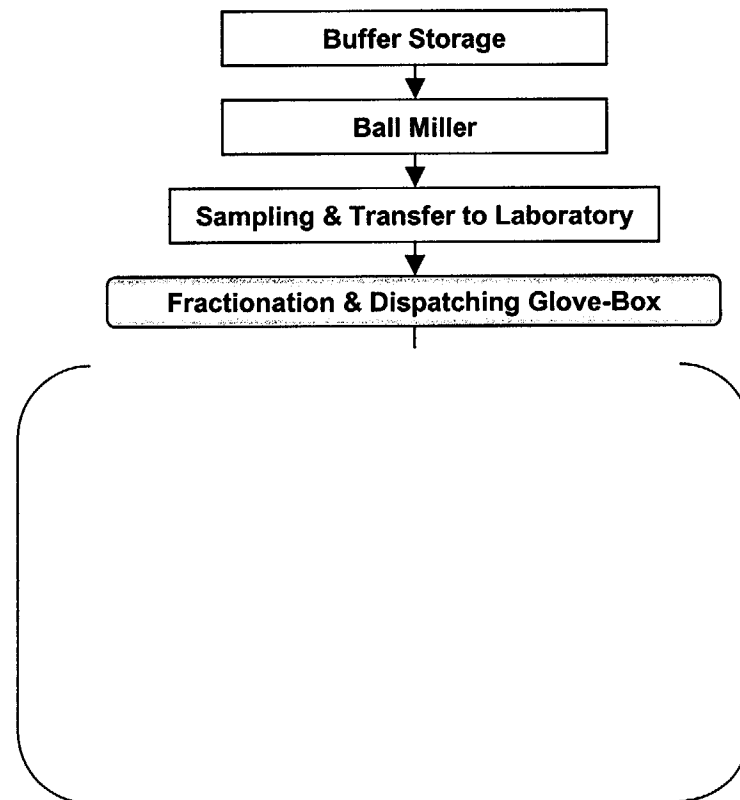 Buffer Storage
Ball Miller
Sampling & Transfer to Laboratory
Fractionation & Dispatching Glove-Box